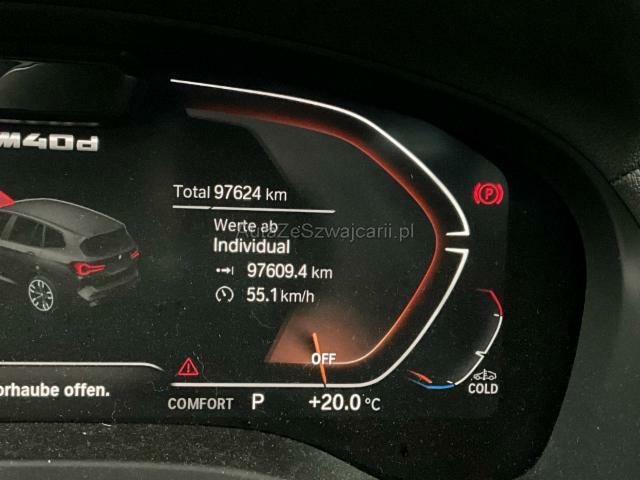 M40d
Total 97624 km
Werte ab
AutaZeSzwajcarii.pl
Individual
97609.4 km
55.1 km/h
P
OFF
COLD
orhaube offen.
COMFORT P +20.0 °C